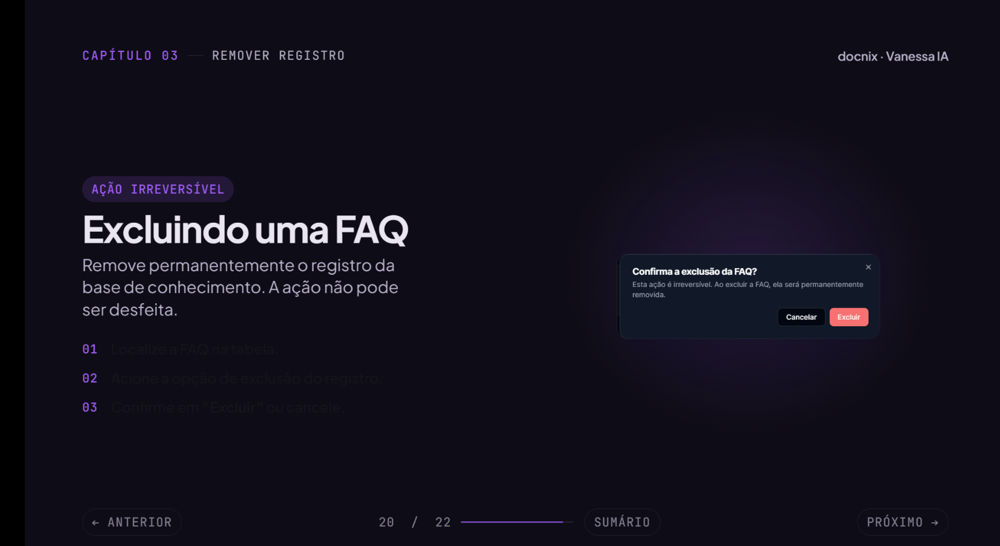 CAPÍTULO 03 — REMOVER REGISTRO
docnix · Vanessa IA
AÇÃO IRREVERSÍVEL
Excluindo uma FAQ
Remove permanentemente o registro da
base de conhecimento. A ação não pode
ser desfeita.
01 Localize a FAQ na tabela.
02 Acione a opção de exclusão do registro.
03 Confirme em “Excluir” ou cancele.
Confirma a exclusão da FAQ?
Esta ação é irreversível. Ao excluir a FAQ, ela será permanentemente
removida.
Cancelar
Excluir
← ANTERIOR
20 / 22
SUMÁRIO
PRÓXIMO →